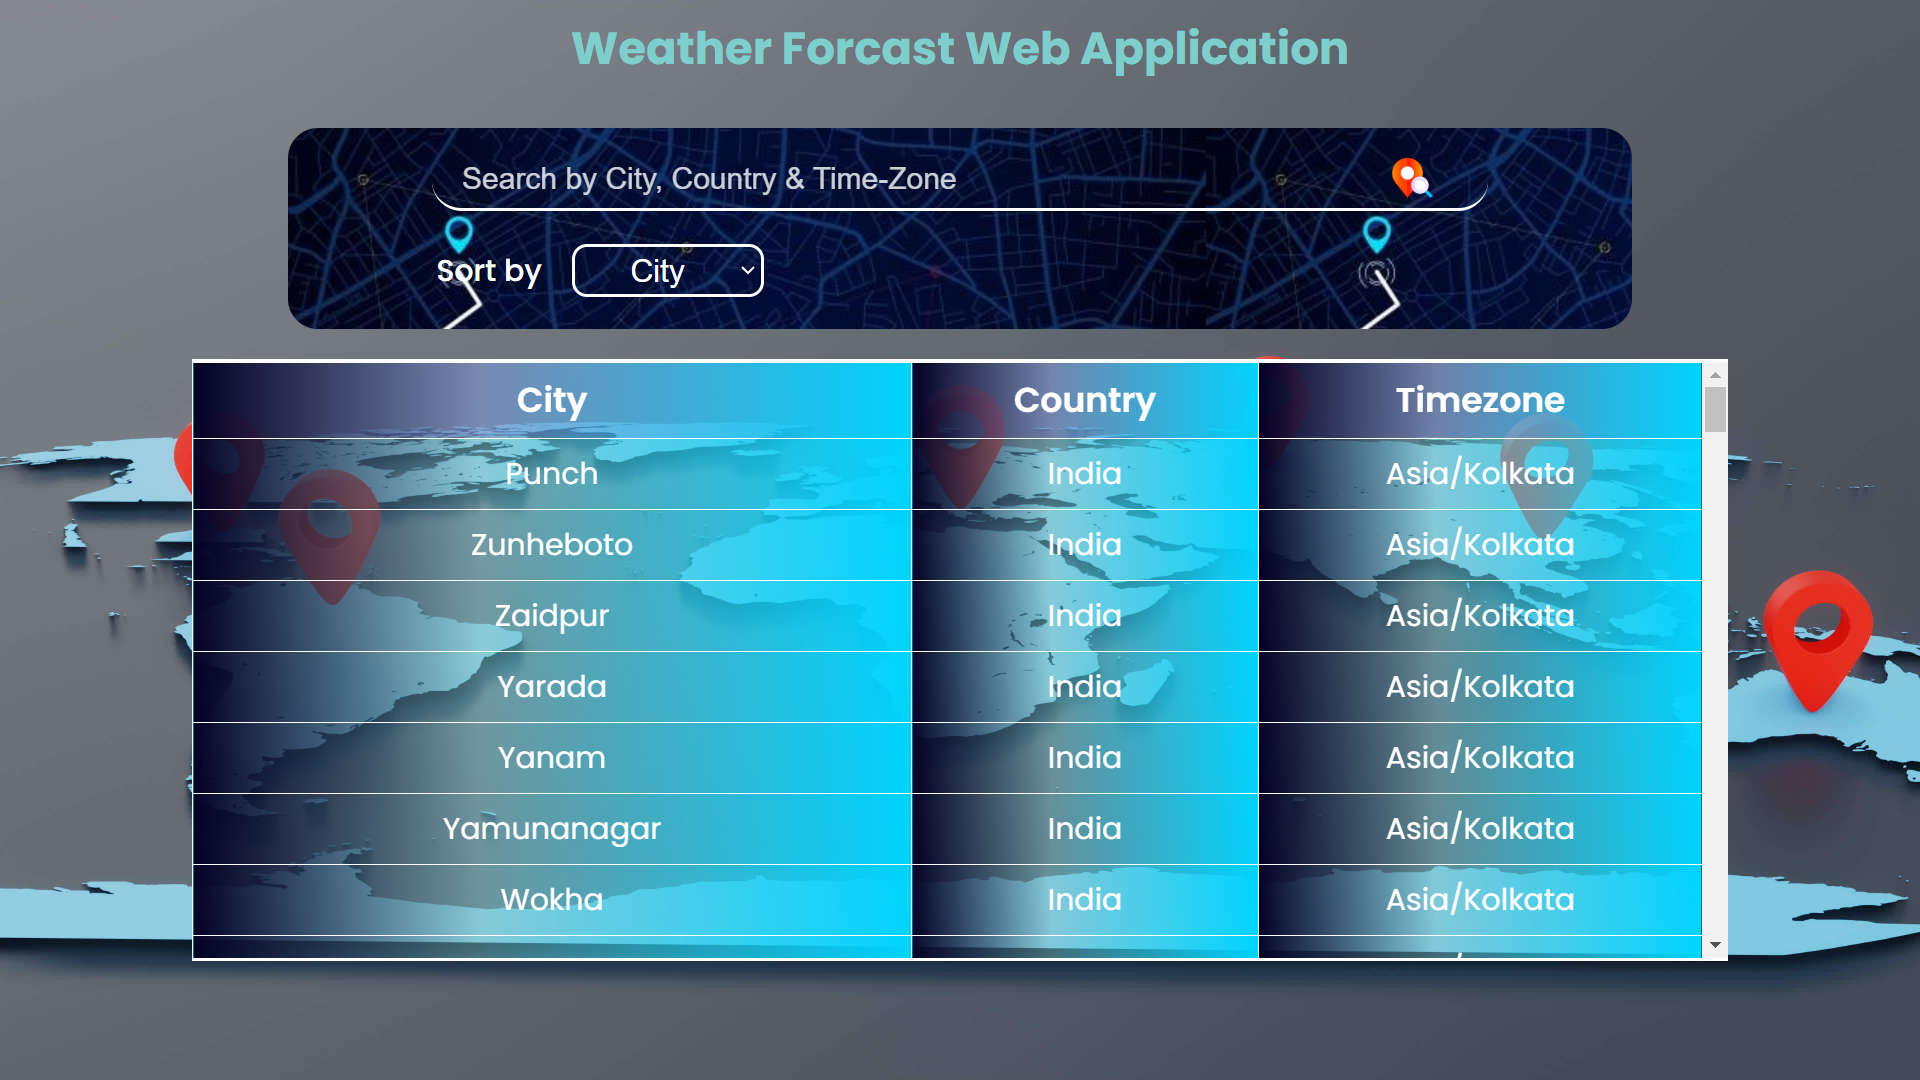 Weather Forcast Web Application
Search by City, Country & Time-Zone
Sort by City
City Country Timezone
Punch India Asia/Kolkata
Zunheboto India Asia/Kolkata
Zaidpur India Asia/Kolkata
Yarada India Asia/Kolkata
Yanam India Asia/Kolkata
Yamunanagar India Asia/Kolkata
Wokha India Asia/Kolkata